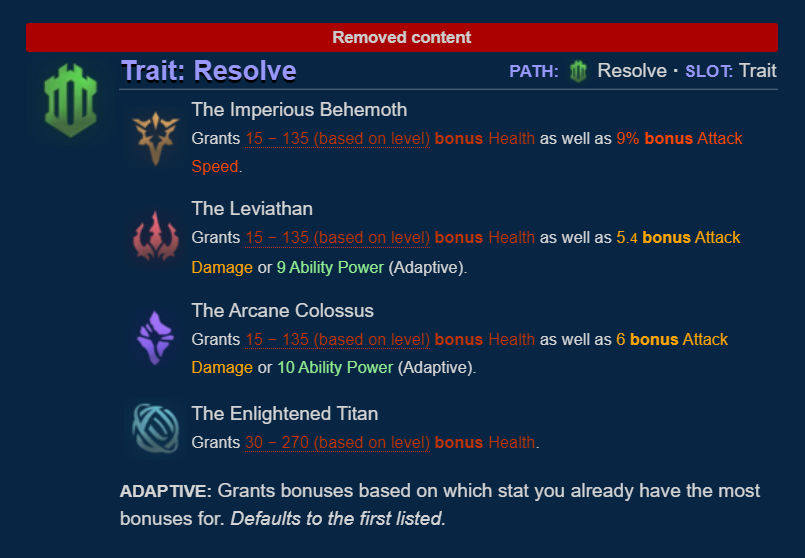 Removed content
Trait: Resolve
PATH: Resolve · SLOT: Trait
The Imperious Behemoth
Grants 15 − 135 (based on level) bonus Health as well as 9% bonus Attack
Speed.
The Leviathan
Grants 15 − 135 (based on level) bonus Health as well as 5.4 bonus Attack
Damage or 9 Ability Power (Adaptive).
The Arcane Colossus
Grants 15 − 135 (based on level) bonus Health as well as 6 bonus Attack
Damage or 10 Ability Power (Adaptive).
The Enlightened Titan
Grants 30 − 270 (based on level) bonus Health.
ADAPTIVE: Grants bonuses based on which stat you already have the most
bonuses for. Defaults to the first listed.